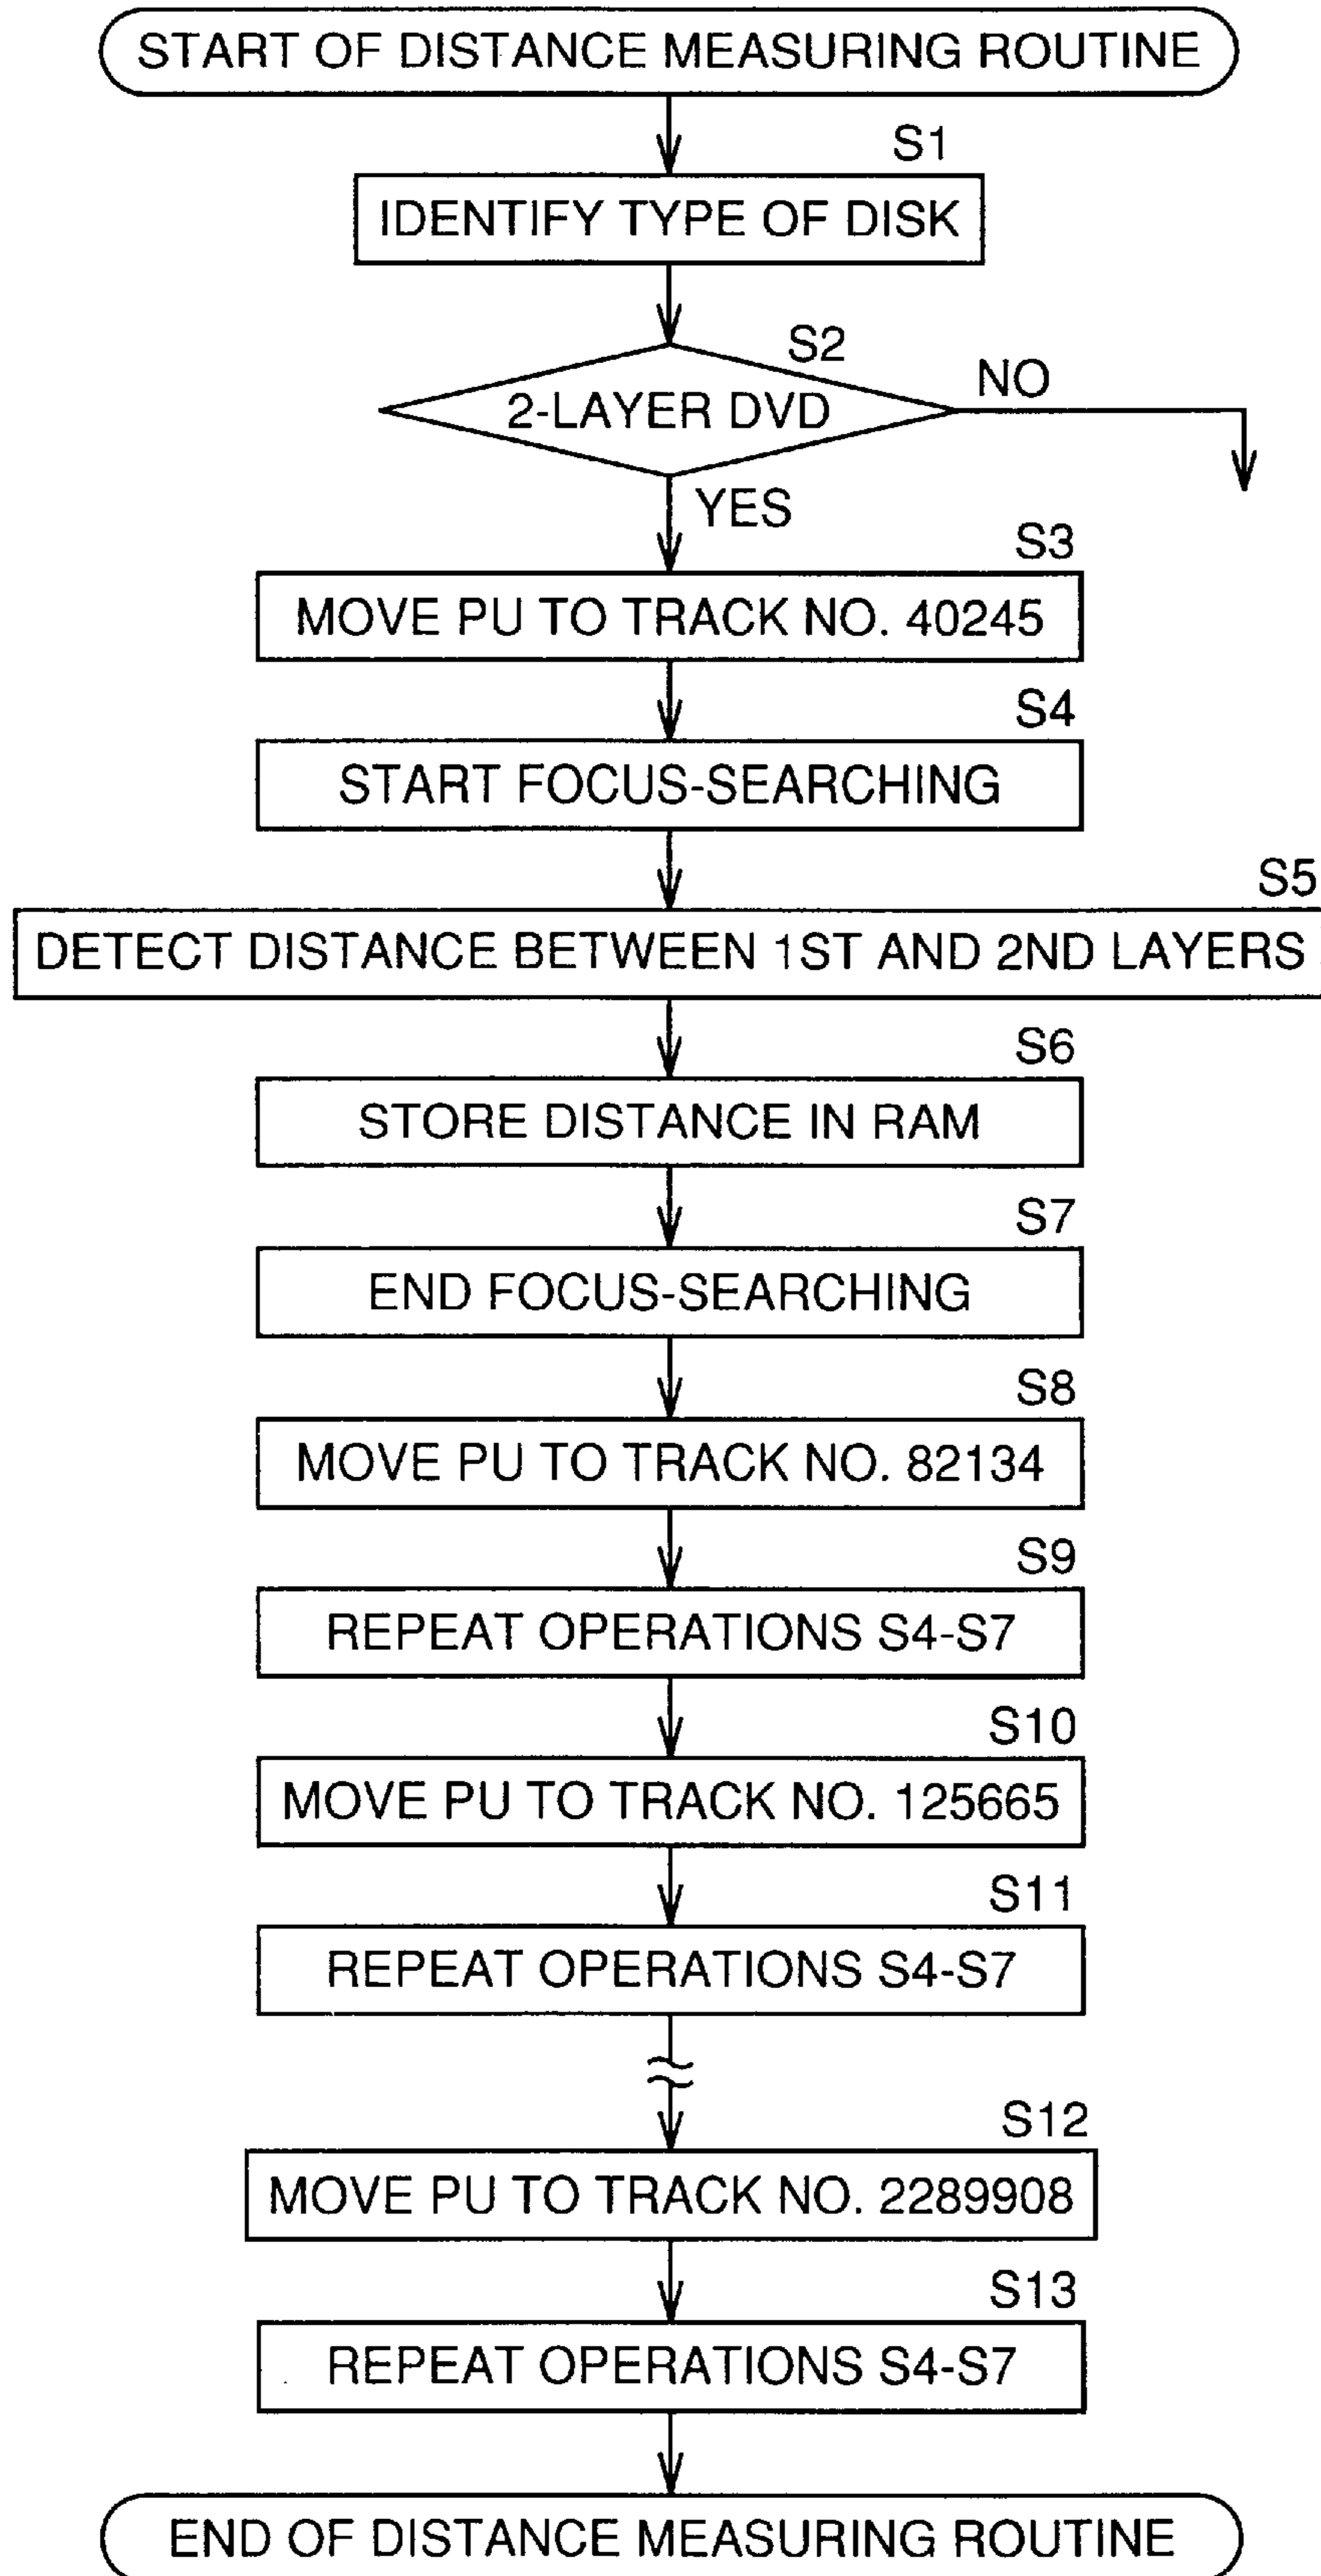 START OF DISTANCE MEASURING ROUTINE
S1
IDENTIFY TYPE OF DISK
S2
2-LAYER DVD
NO
YES
S3
MOVE PU TO TRACK NO. 40245
S4
START FOCUS-SEARCHING
S5
DETECT DISTANCE BETWEEN 1ST AND 2ND LAYERS
S6
STORE DISTANCE IN RAM
S7
END FOCUS-SEARCHING
S8
MOVE PU TO TRACK NO. 82134
S9
REPEAT OPERATIONS S4-S7
S10
MOVE PU TO TRACK NO. 125665
S11
REPEAT OPERATIONS S4-S7
S12
MOVE PU TO TRACK NO. 2289908
S13
REPEAT OPERATIONS S4-S7
END OF DISTANCE MEASURING ROUTINE